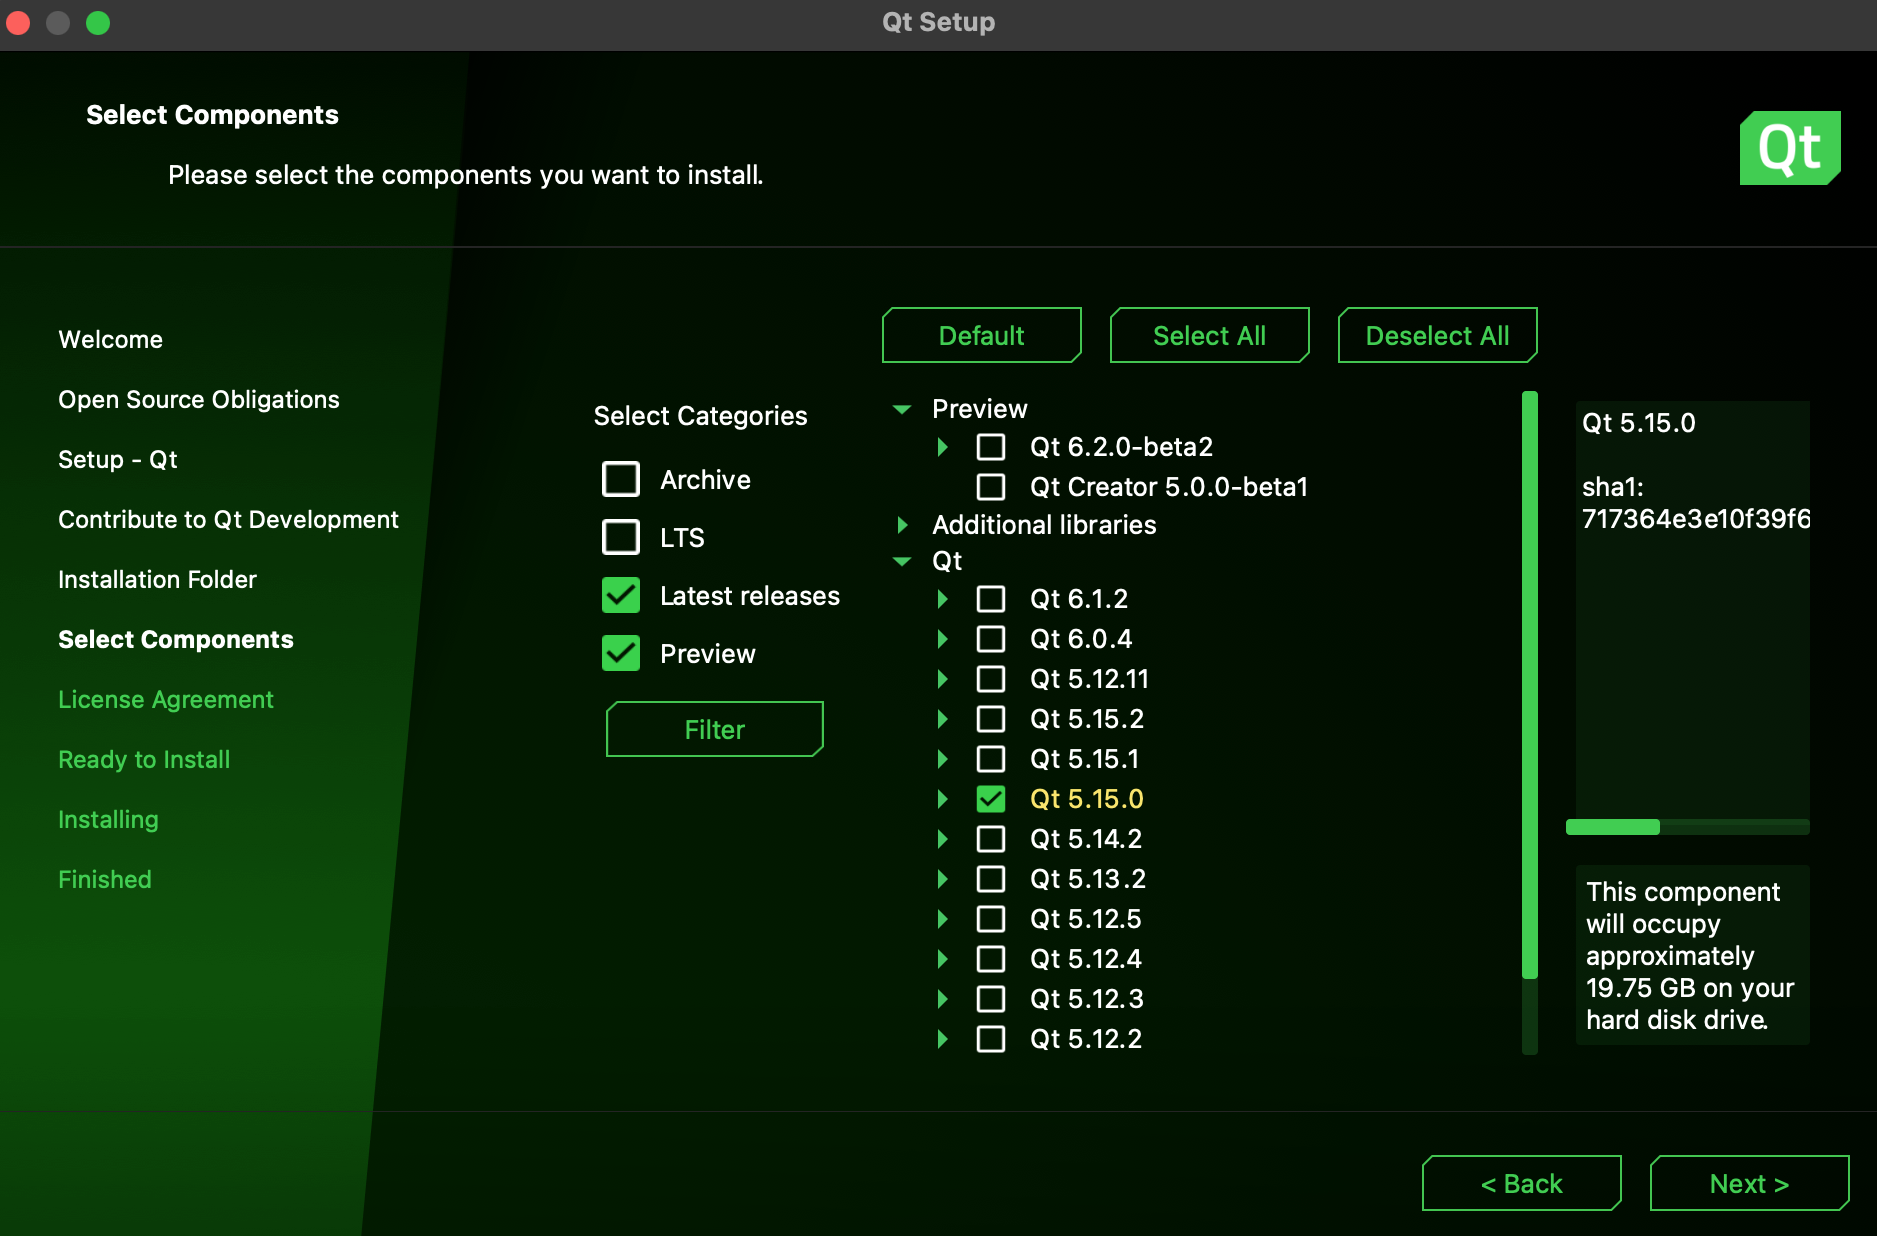 Qt Setup
Select Components
Please select the components you want to install.
Qt
Welcome
Open Source Obligations
Setup - Qt
Contribute to Qt Development
Installation Folder
Select Components
License Agreement
Ready to Install
Installing
Finished
Select Categories
Archive
LTS
Latest releases
Preview
Filter
Default
Select All
Deselect All
Preview
Qt 6.2.0-beta2
Qt Creator 5.0.0-beta1
Additional libraries
Qt
Qt 6.1.2
Qt 6.0.4
Qt 5.12.11
Qt 5.15.2
Qt 5.15.1
Qt 5.15.0
Qt 5.14.2
Qt 5.13.2
Qt 5.12.5
Qt 5.12.4
Qt 5.12.3
Qt 5.12.2
Qt 5.15.0
sha1:
717364e3e10f39f6
This component
will occupy
approximately
19.75 GB on your
hard disk drive.
< Back
Next >